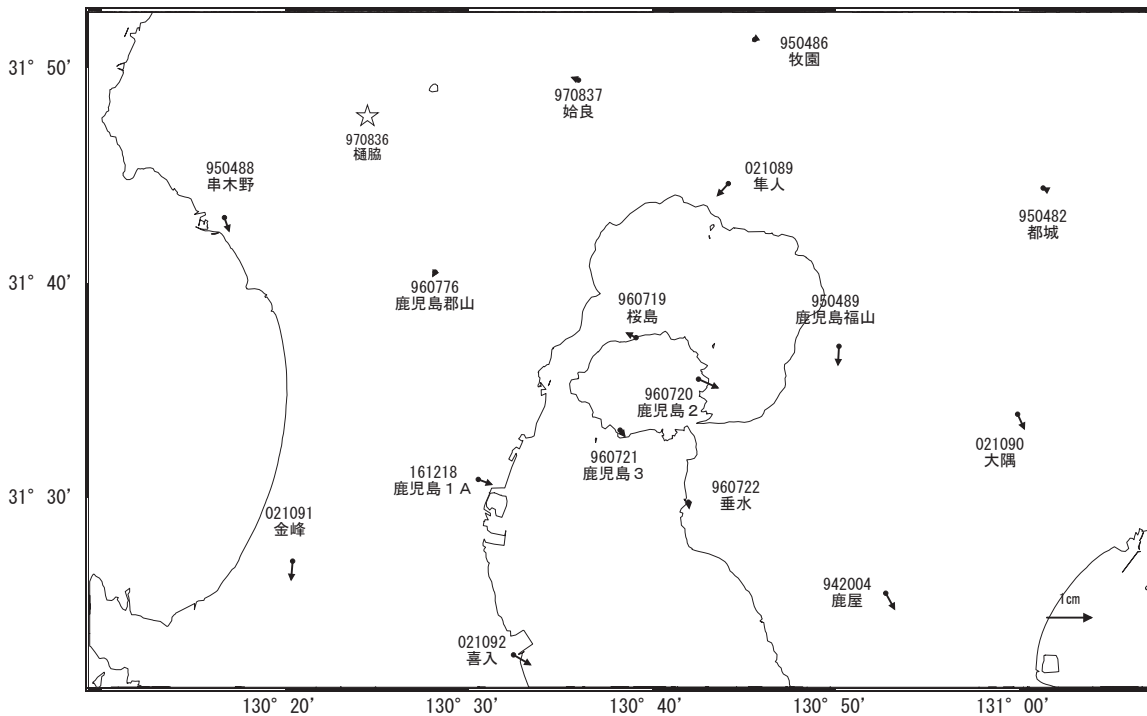 950486
牧園
31° 50′
970837
姶良
970836
樋脇
950488
串木野
021089
隼人
950482
都城
31° 40′
960776
鹿児島郡山
960719
桜島
950489
鹿児島福山
960720
鹿児島２
021090
大隅
960721
鹿児島３
161218
鹿児島１Ａ
31° 30′
960722
垂水
021091
金峰
942004
鹿屋
1cm
021092
喜入
130° 20′
130° 30′
130° 40′
130° 50′
131° 00′